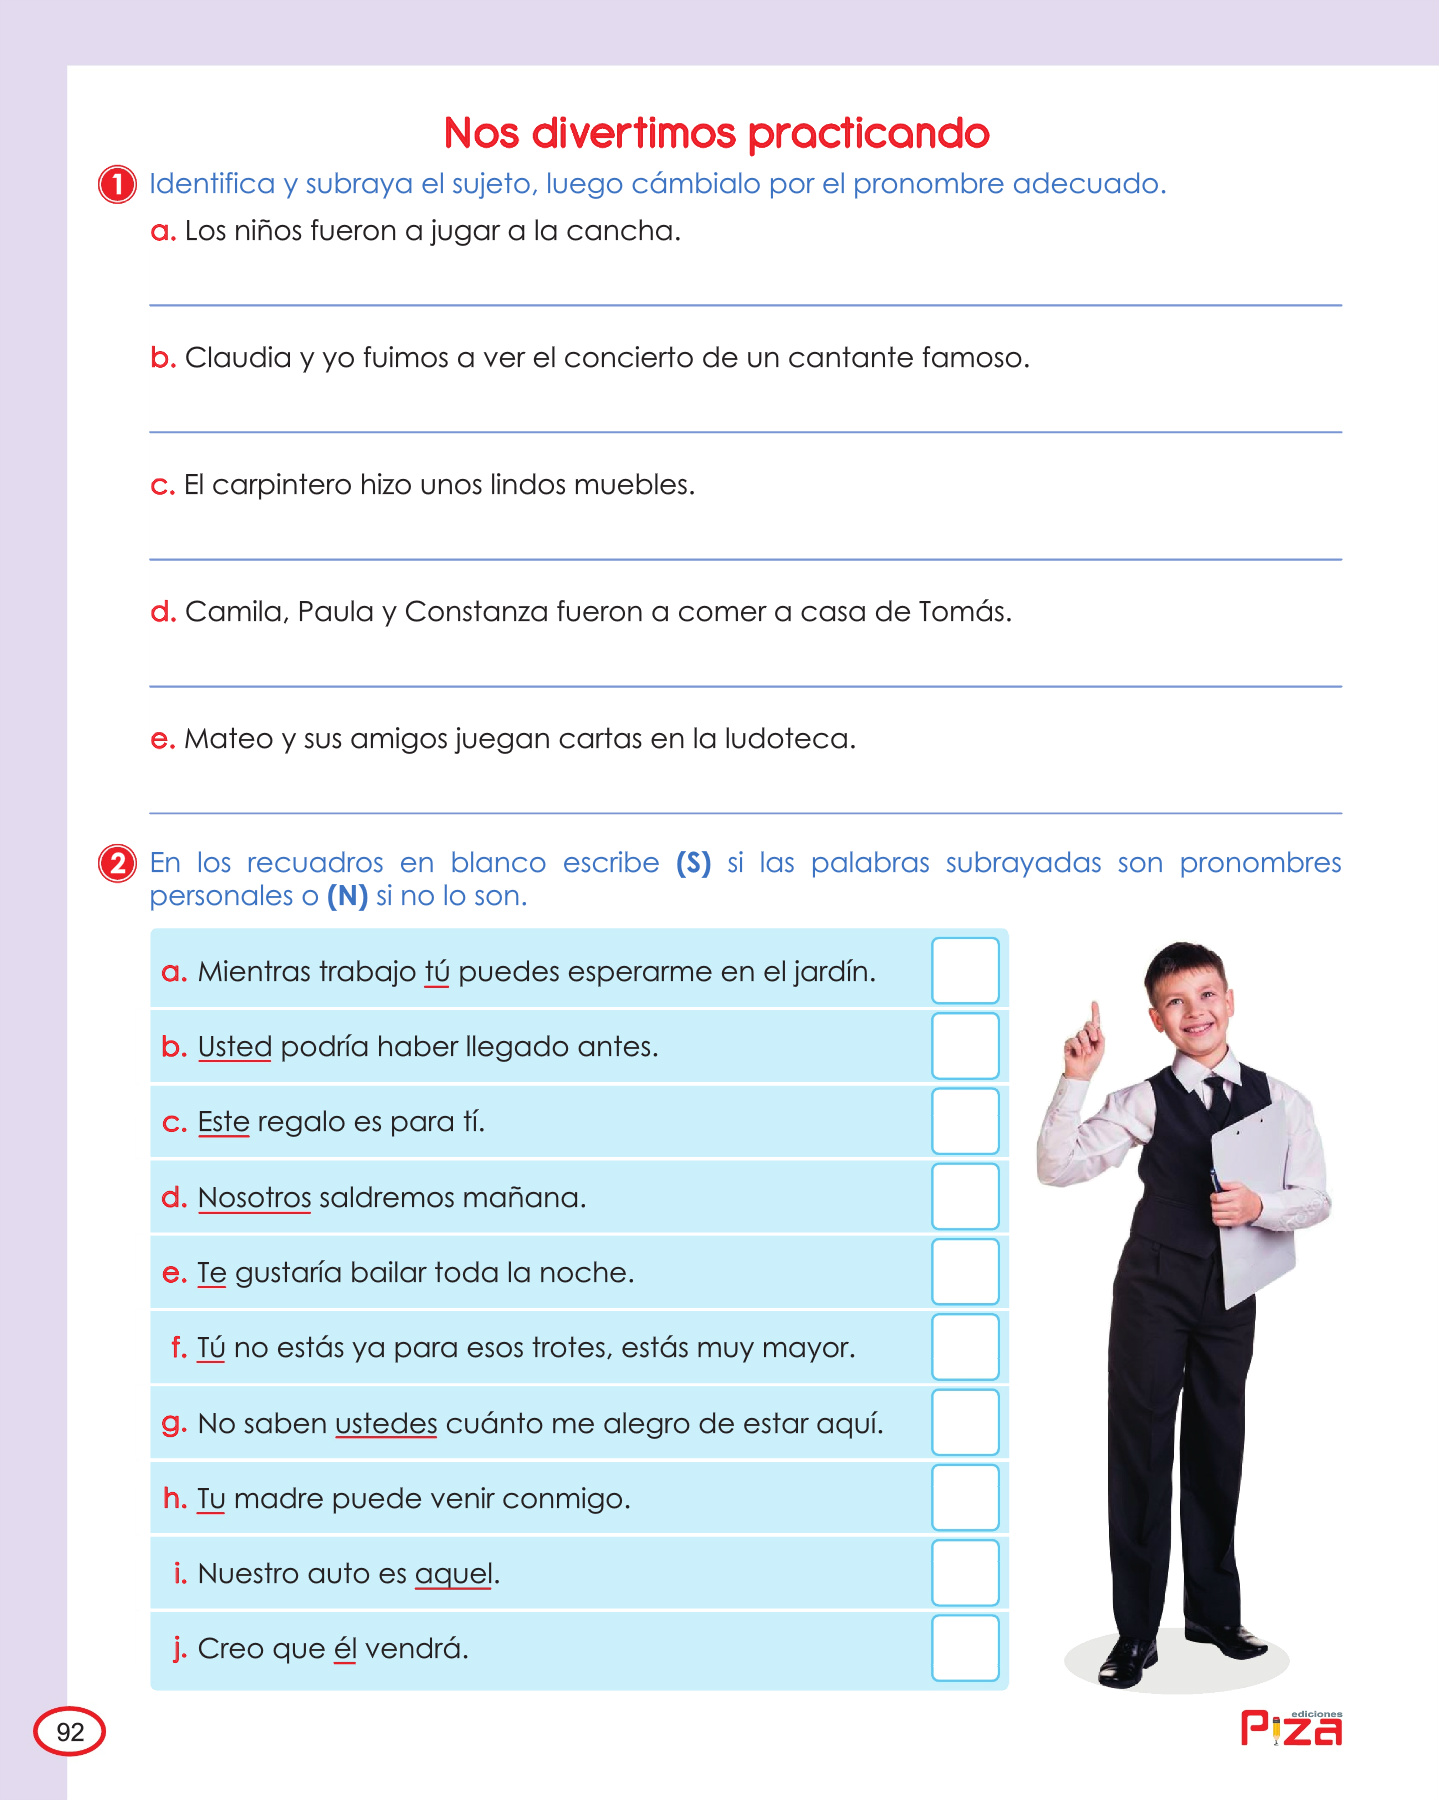 Nos divertimos practicando
1 Identifica y subraya el sujeto, luego cámbialo por el pronombre adecuado.
a. Los niños fueron a jugar a la cancha.
b. Claudia y yo fuimos a ver el concierto de un cantante famoso.
c. El carpintero hizo unos lindos muebles.
d. Camila, Paula y Constanza fueron a comer a casa de Tomás.
e. Mateo y sus amigos juegan cartas en la ludoteca.
2 En los recuadros en blanco escribe (S) si las palabras subrayadas son pronombres
personales o (N) si no lo son.
a. Mientras trabajo tú puedes esperarme en el jardín.
b. Usted podría haber llegado antes.
c. Este regalo es para tí.
d. Nosotros saldremos mañana.
e. Te gustaría bailar toda la noche.
f. Tú no estás ya para esos trotes, estás muy mayor.
g. No saben ustedes cuánto me alegro de estar aquí.
h. Tu madre puede venir conmigo.
i. Nuestro auto es aquel.
j. Creo que él vendrá.
92
ediciones
Piza